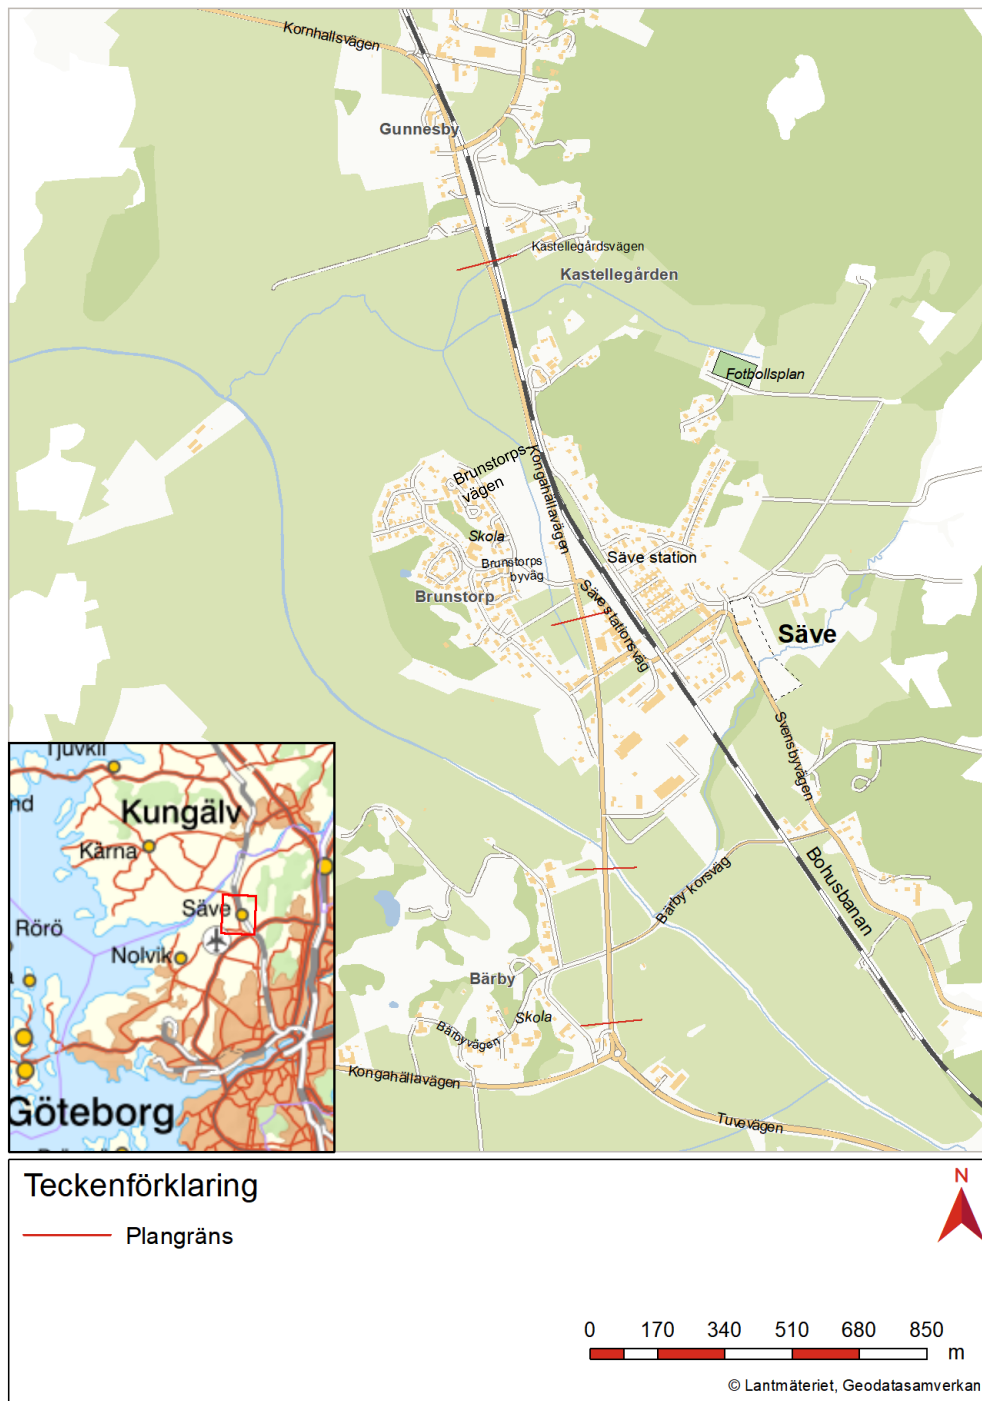 Kornhallsvägen
Gunnesby
Kastellegårdsvägen
Kastellegården
Fotbollsplan
Brunstorps-
vägen
Kongahällavägen
Skola
Säve station
Brunstorps
byväg
Brunstorp
Säve stationsväg
Säve
Svensbyvägen
Bohusbanan
Bärby korsväg
Bärby
Skola
Bärbyvägen
Kongahällavägen
Tuvevägen
Kungälv
Kärna
Säve
Rörö
Nolvik
Göteborg
Teckenförklaring
Plangräns
N
0 170 340 510 680 850
m
© Lantmäteriet, Geodatasamverkan